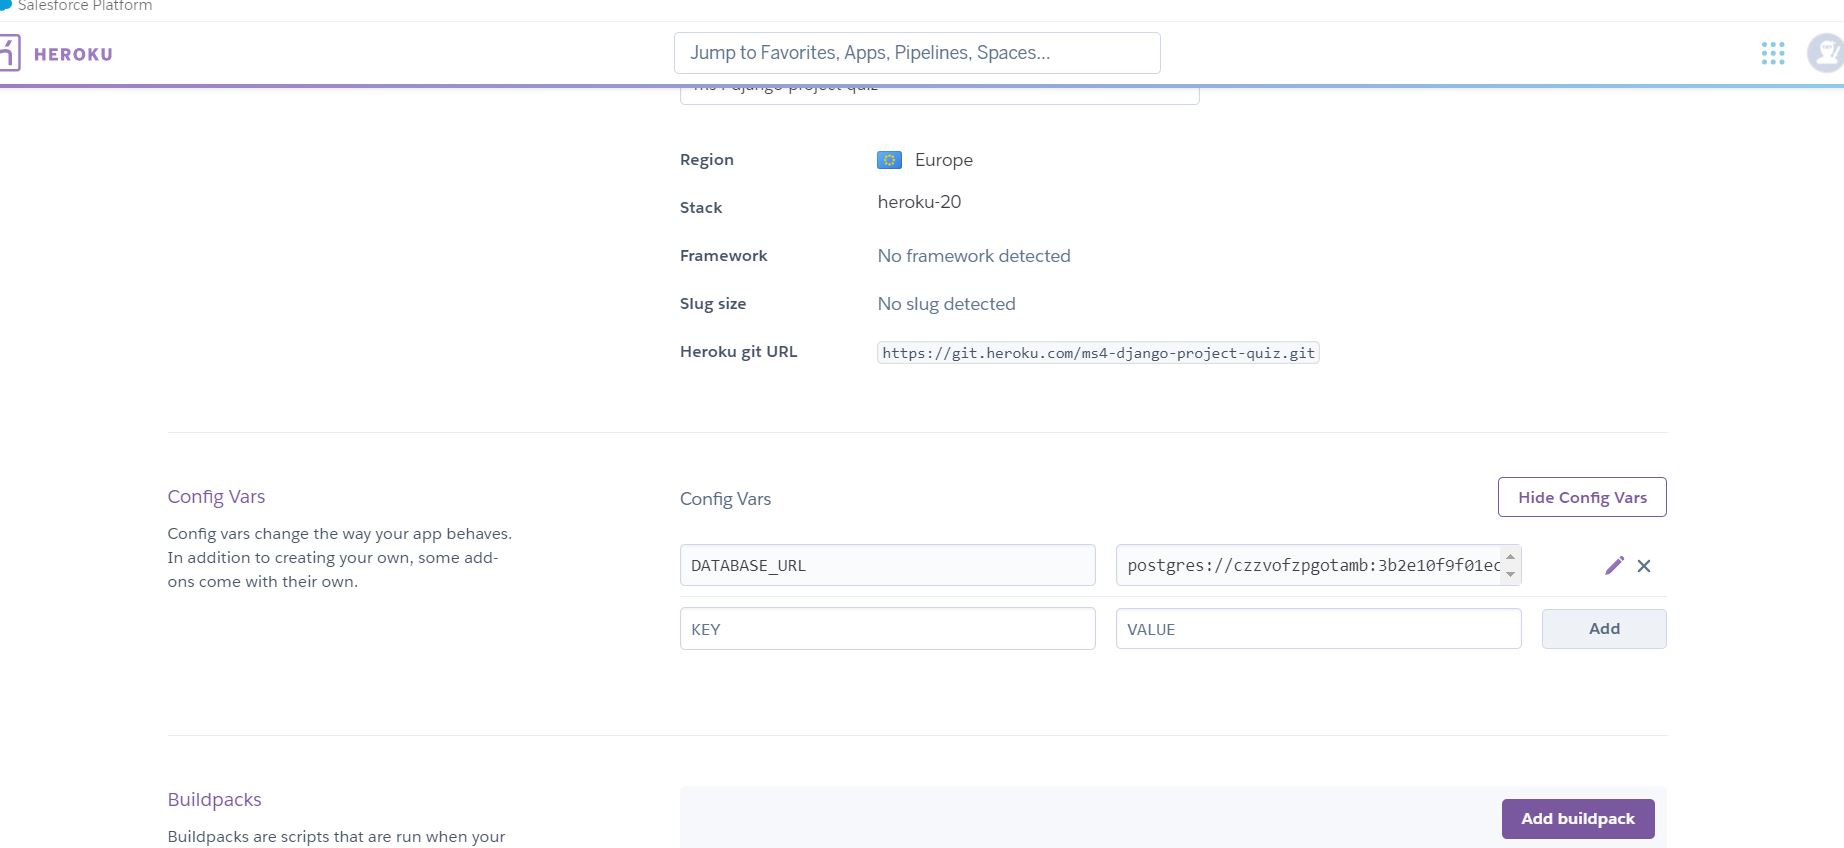 Salesforce Platform
HEROKU
Jump to Favorites, Apps, Pipelines, Spaces...
ms4-django-project-quiz
Region
Europe
Stack
heroku-20
Framework
No framework detected
Slug size
No slug detected
Heroku git URL
https://git.heroku.com/ms4-django-project-quiz.git
Config Vars
Config vars change the way your app behaves.
In addition to creating your own, some add-
ons come with their own.
Config Vars
Hide Config Vars
DATABASE_URL
postgres://czzvofzpgotamb:3b2e10f9f01ec
KEY
VALUE
Add
Buildpacks
Buildpacks are scripts that are run when your
Add buildpack